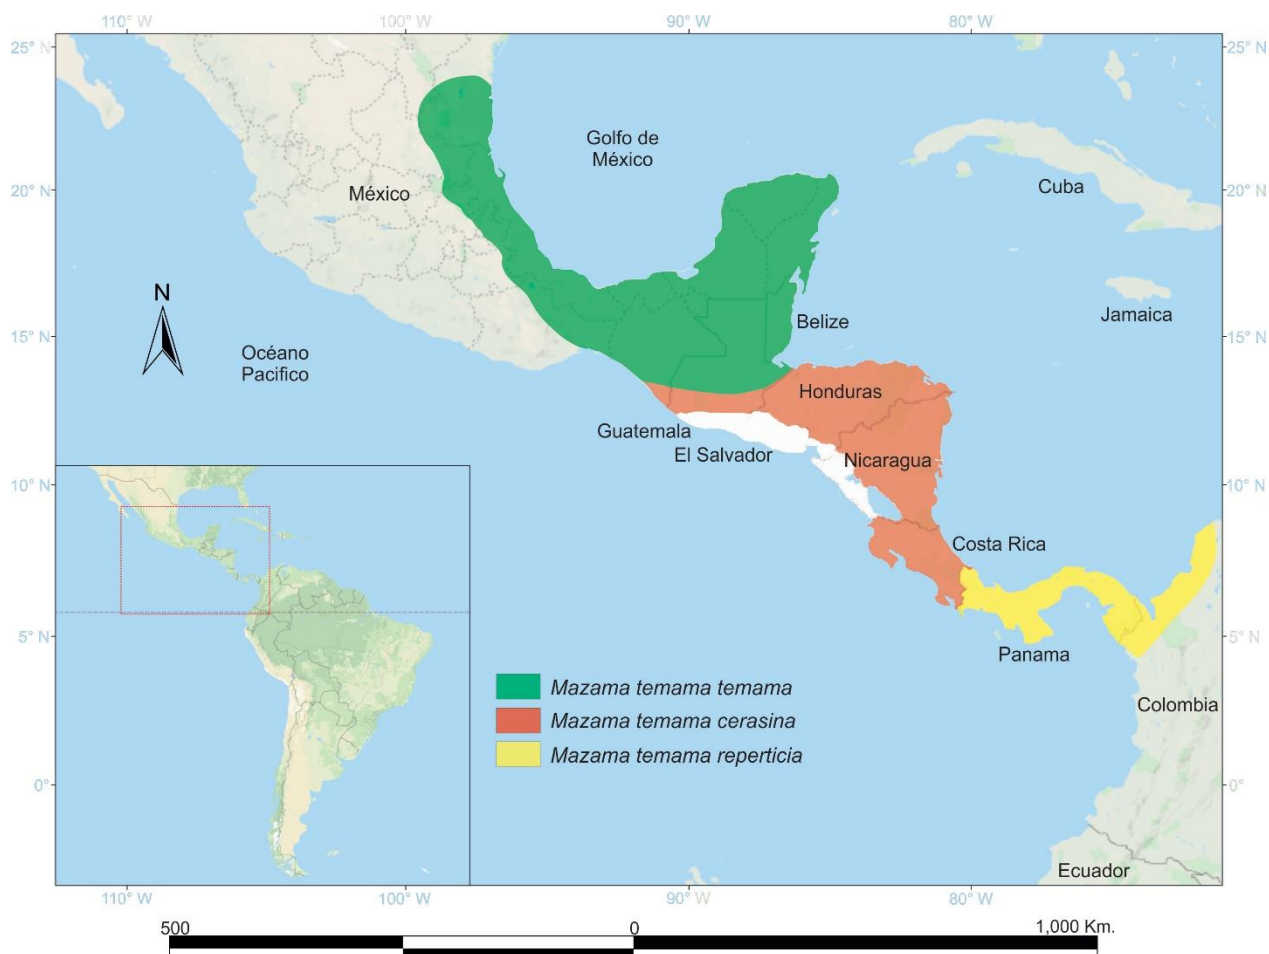 110° W
100° W
90° W
80° W
25° N
25° N
Golfo de
México
México
Cuba
20° N
20° N
N
Jamaica
Belize
15° N
15° N
Océano
Pacifico
Honduras
Guatemala
El Salvador
Nicaragua
10° N
10° N
Costa Rica
5° N
5° N
Panama
Mazama temama temama
Colombia
Mazama temama cerasina
Mazama temama reperticia
0°
0°
Ecuador
110° W
100° W
90° W
80° W
500
0
1,000 Km.